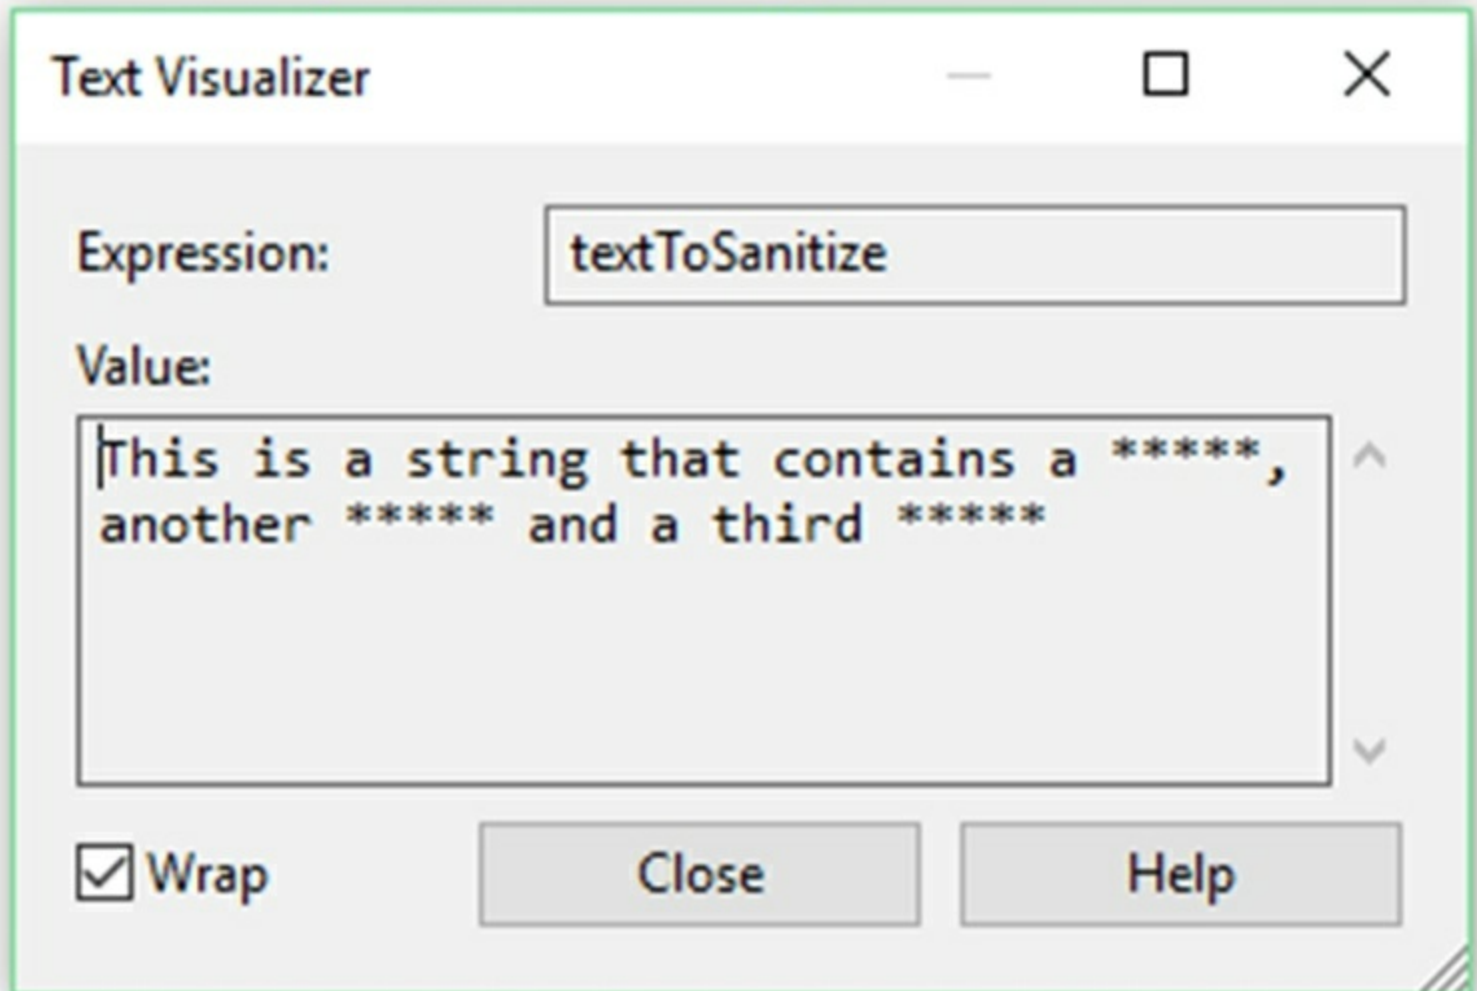 Text Visualizer
Expression: textToSanitize
Value:
This is a string that contains a *****,
another ***** and a third *****
Wrap Close Help